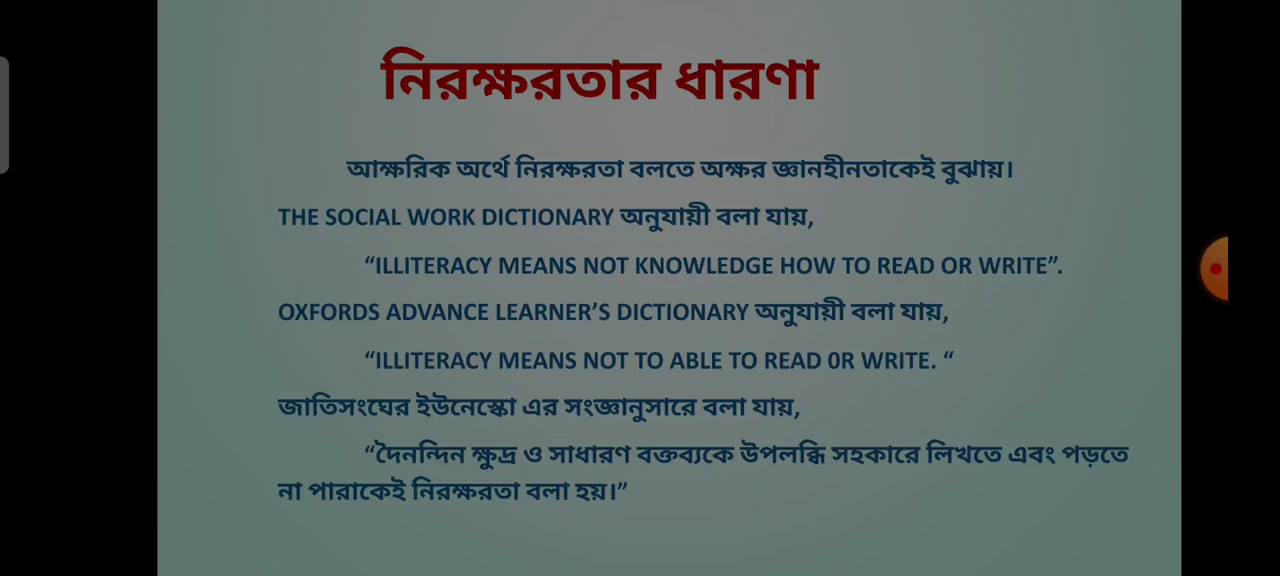 নিরক্ষরতার ধারণা
আক্ষরিক অর্থে নিরক্ষরতা বলতে অক্ষর জ্ঞানহীনতাকেই বুঝায়।
THE SOCIAL WORK DICTIONARY অনুযায়ী বলা যায়,
“ILLITERACY MEANS NOT KNOWLEDGE HOW TO READ OR WRITE”.
OXFORDS ADVANCE LEARNER’S DICTIONARY অনুযায়ী বলা যায়,
“ILLITERACY MEANS NOT TO ABLE TO READ 0R WRITE. “
জাতিসংঘের ইউনেস্কো এর সংজ্ঞানুসারে বলা যায়,
“দৈনন্দিন ক্ষুদ্র ও সাধারণ বক্তব্যকে উপলব্ধি সহকারে লিখতে এবং পড়তে
না পারাকেই নিরক্ষরতা বলা হয়।”